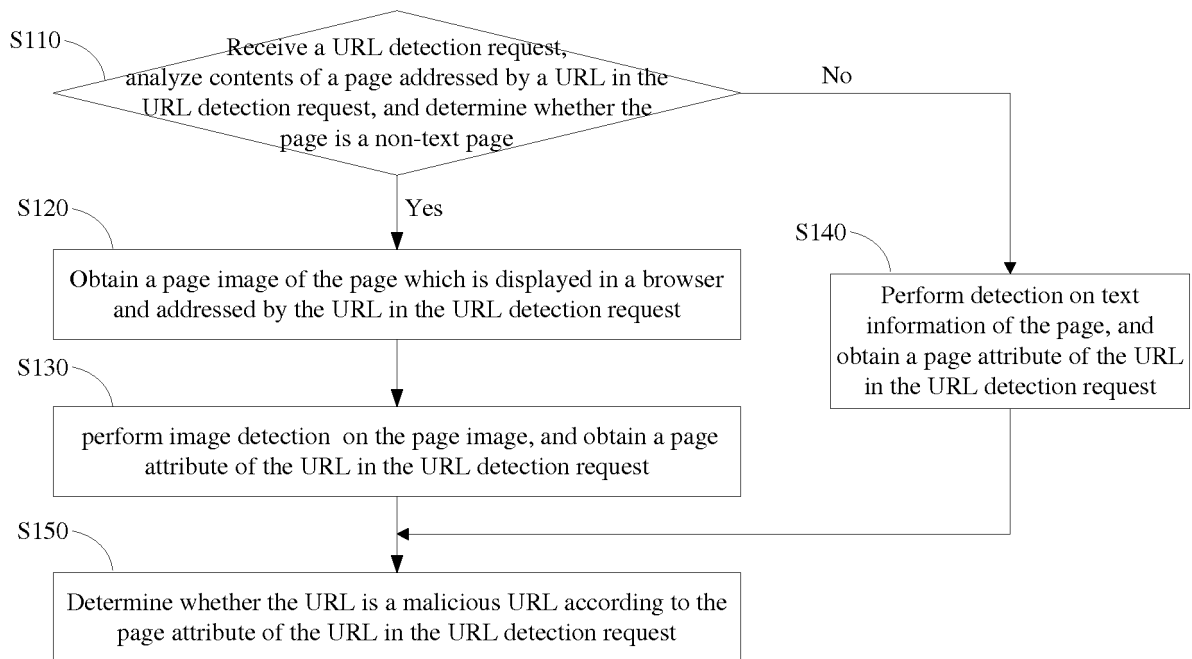 S110
Receive a URL detection request,
analyze contents of a page addressed by a URL in the
URL detection request, and determine whether the
page is a non-text page
No
Yes
S120
Obtain a page image of the page which is displayed in a browser
and addressed by the URL in the URL detection request
S140
Perform detection on text
information of the page, and
obtain a page attribute of the URL
in the URL detection request
S130
perform image detection on the page image, and obtain a page
attribute of the URL in the URL detection request
S150
Determine whether the URL is a malicious URL according to the
page attribute of the URL in the URL detection request